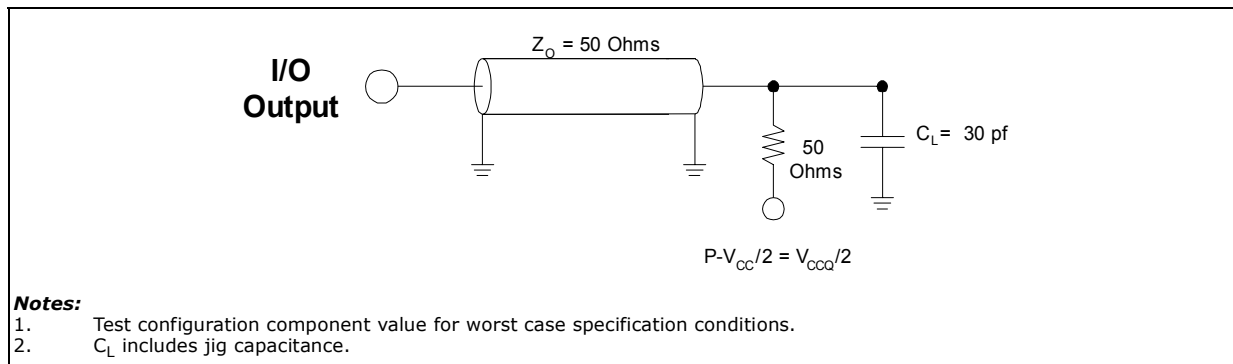 Z_O = 50 Ohms
I/O
Output
50
Ohms
C_L = 30 pf
P-V_CC/2 = V_CCQ/2
Notes:
1. Test configuration component value for worst case specification conditions.
2. C_L includes jig capacitance.